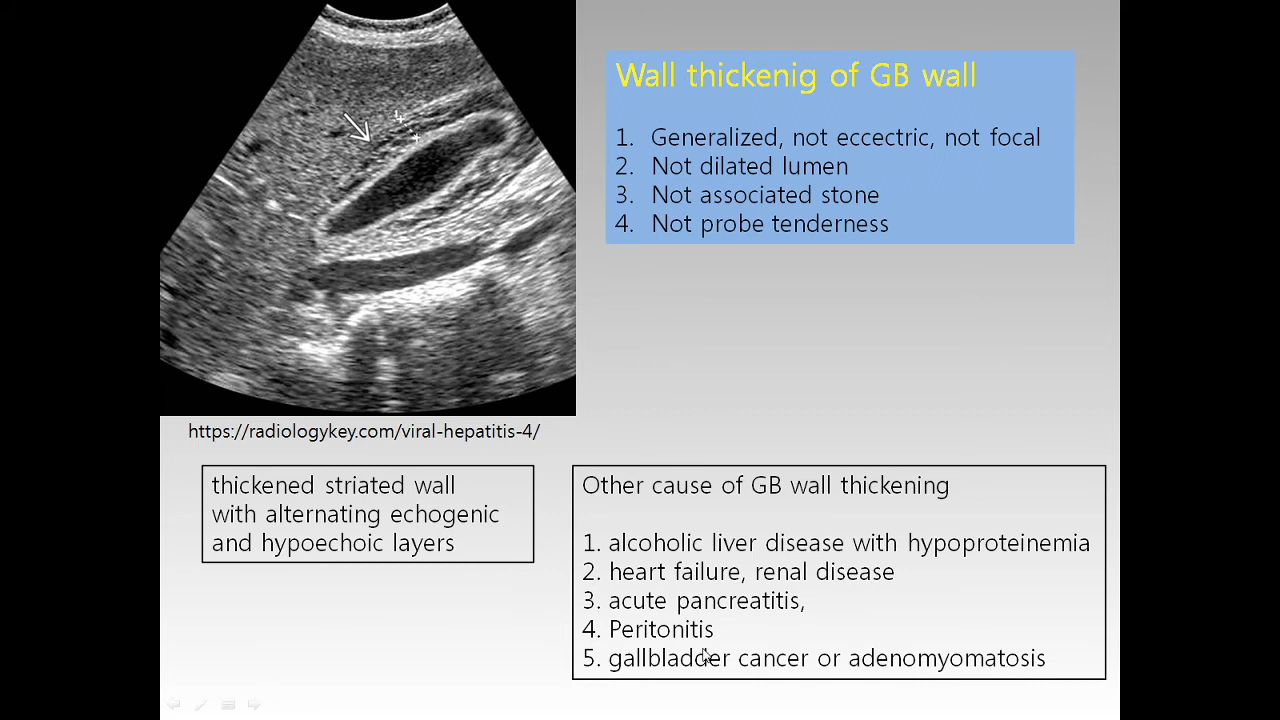 Wall thickenig of GB wall
1. Generalized, not eccectric, not focal
2. Not dilated lumen
3. Not associated stone
4. Not probe tenderness
https://radiologykey.com/viral-hepatitis-4/
thickened striated wall
with alternating echogenic
and hypoechoic layers
Other cause of GB wall thickening
1. alcoholic liver disease with hypoproteinemia
2. heart failure, renal disease
3. acute pancreatitis,
4. Peritonitis
5. gallbladder cancer or adenomyomatosis